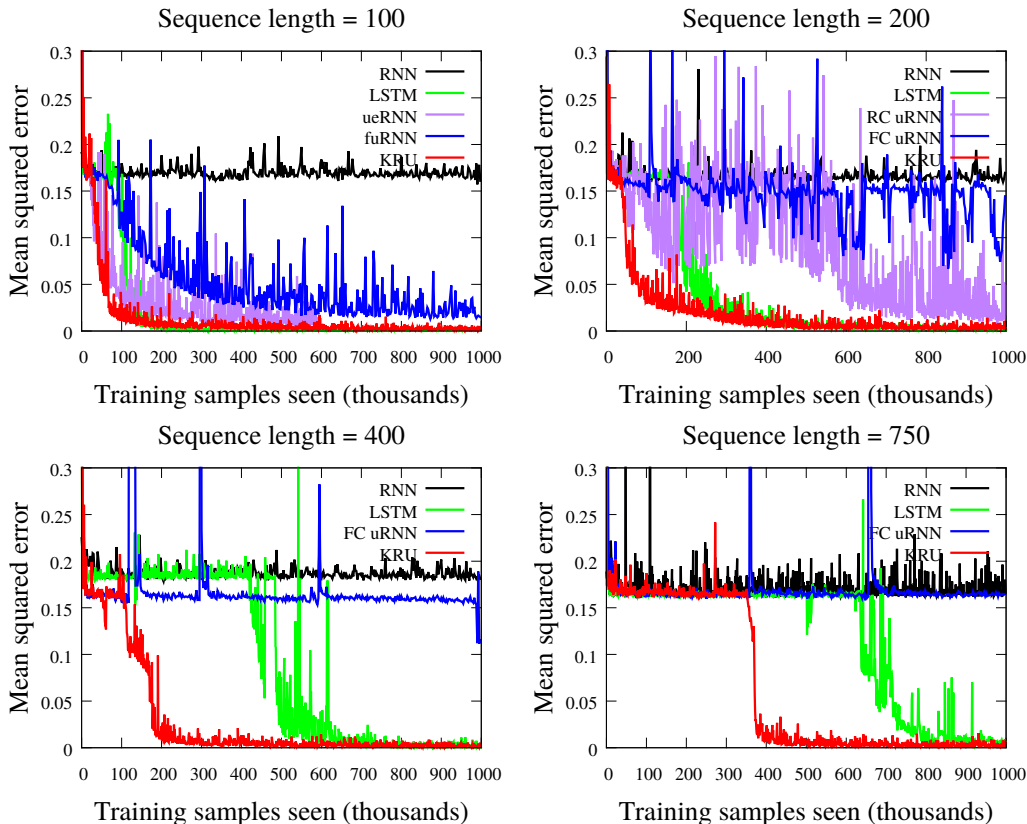 Sequence length = 100
Mean squared error
0.3
0.25
0.2
0.15
0.1
0.05
0
RNN
LSTM
ueRNN
fuRNN
KRU
0 100 200 300 400 500 600 700 800 900 1000
Training samples seen (thousands)
Sequence length = 200
Mean squared error
0.3
0.25
0.2
0.15
0.1
0.05
0
RNN
LSTM
RC uRNN
FC uRNN
KRU
0 200 400 600 800 1000
Training samples seen (thousands)
Sequence length = 400
Mean squared error
0.3
0.25
0.2
0.15
0.1
0.05
0
RNN
LSTM
FC uRNN
KRU
0 100 200 300 400 500 600 700 800 900 1000
Training samples seen (thousands)
Sequence length = 750
Mean squared error
0.3
0.25
0.2
0.15
0.1
0.05
0
RNN
LSTM
FC uRNN
KRU
0 100 200 300 400 500 600 700 800 900 1000
Training samples seen (thousands)